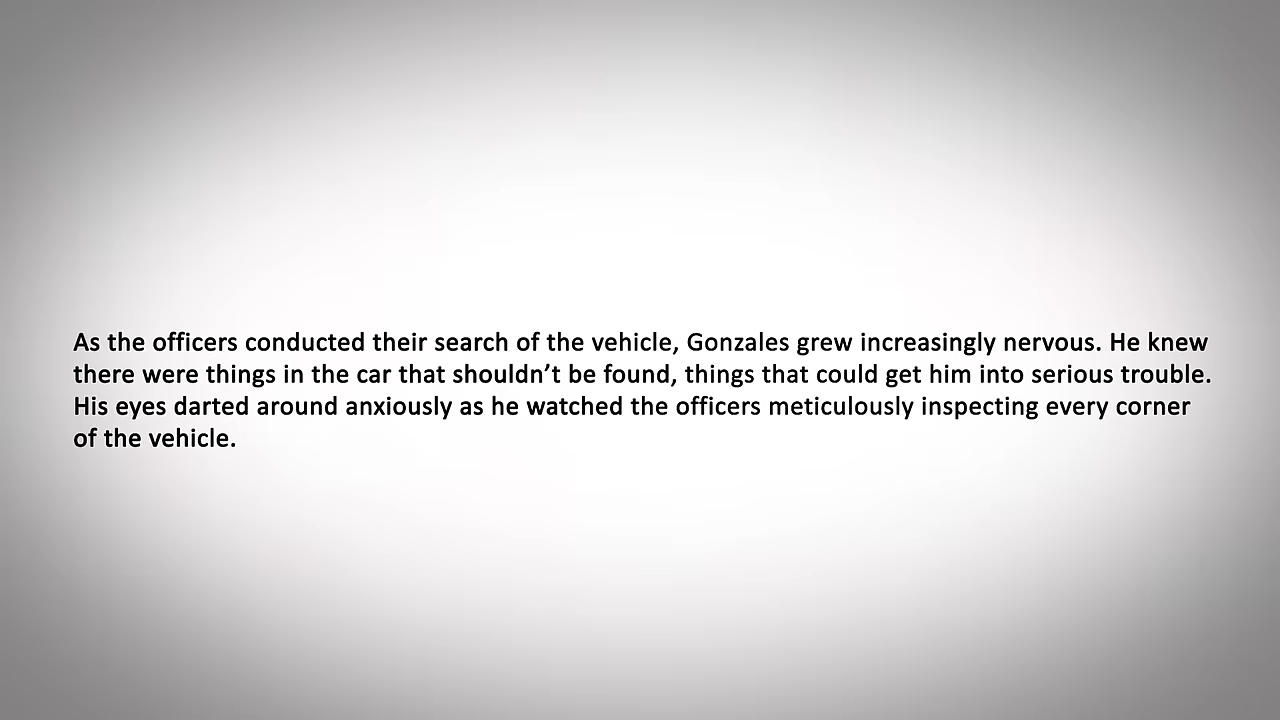 As the officers conducted their search of the vehicle, Gonzales grew increasingly nervous. He knew
there were things in the car that shouldn’t be found, things that could get him into serious trouble.
His eyes darted around anxiously as he watched the officers meticulously inspecting every corner
of the vehicle.